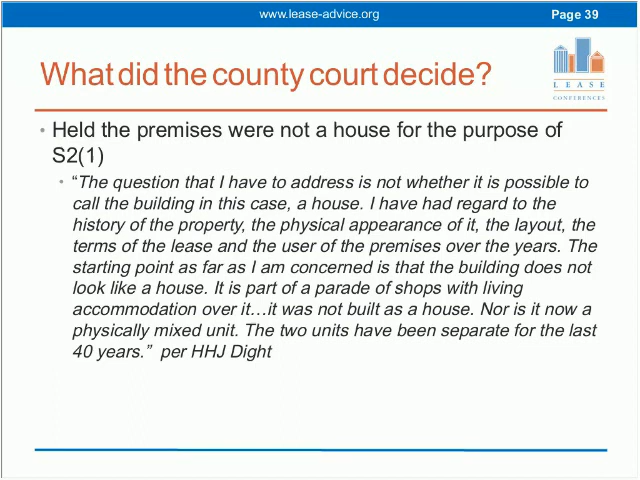 www.lease-advice.org
Page 39
What did the county court decide?
L E A S E
CONFERENCES
• Held the premises were not a house for the purpose of
S2(1)
• “The question that I have to address is not whether it is possible to
call the building in this case, a house. I have had regard to the
history of the property, the physical appearance of it, the layout, the
terms of the lease and the user of the premises over the years. The
starting point as far as I am concerned is that the building does not
look like a house. It is part of a parade of shops with living
accommodation over it…it was not built as a house. Nor is it now a
physically mixed unit. The two units have been separate for the last
40 years.” per HHJ Dight